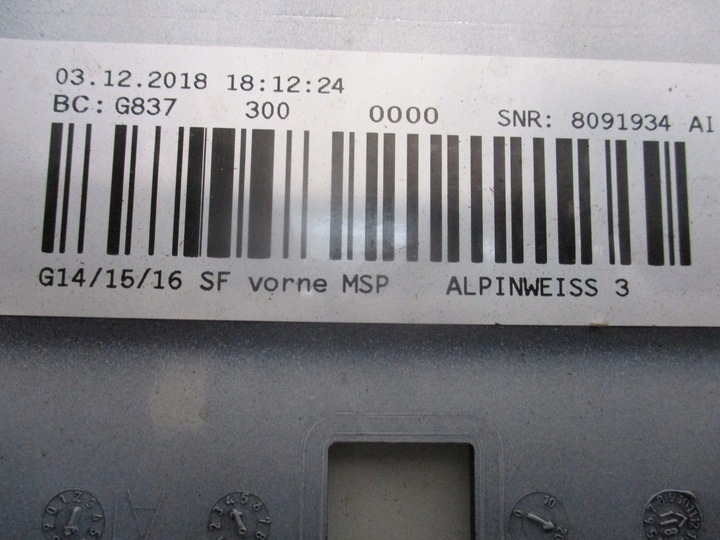 03.12.2018 18:12:24
BC: G837 300 0000 SNR: 8091934 AI
G14/15/16 SF vorne MSP ALPINWEISS 3